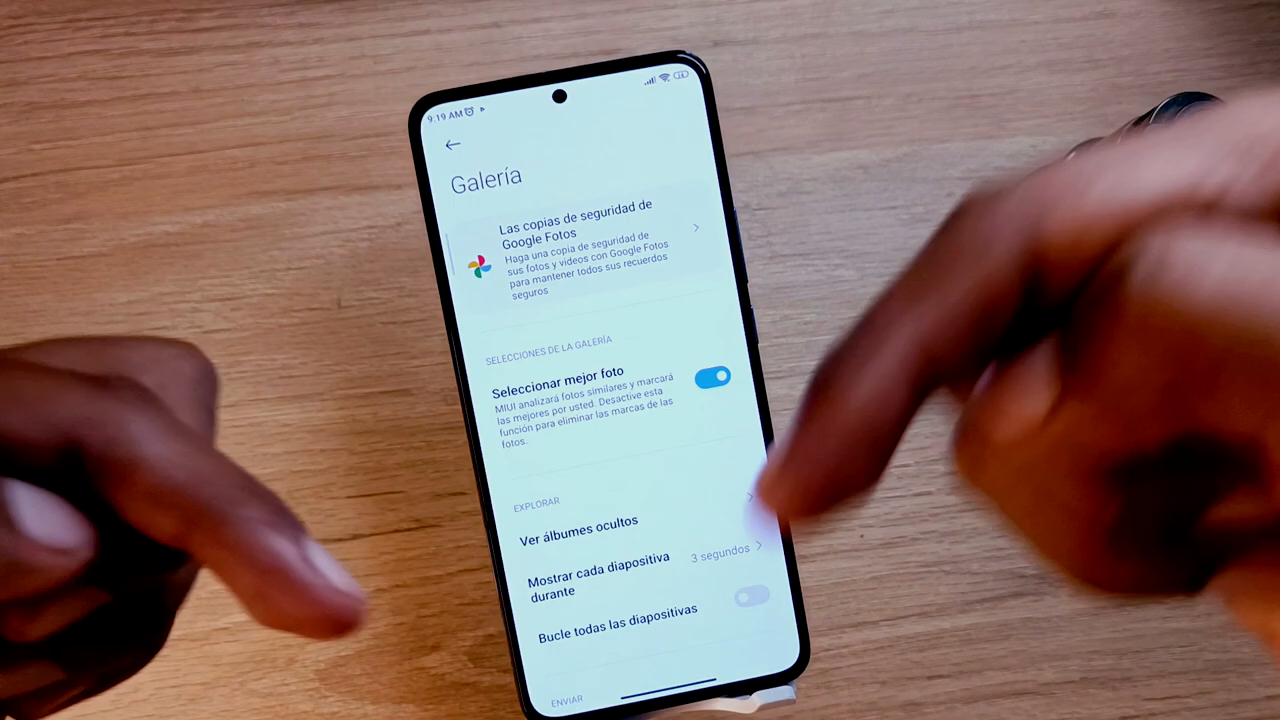 9:19 AM
Galería
Las copias de seguridad de
Google Fotos
Haga una copia de seguridad de
sus fotos y videos con Google Fotos
para mantener todos sus recuerdos
seguros
SELECCIONES DE LA GALERÍA
Seleccionar mejor foto
MIUI analizará fotos similares y marcará
las mejores por usted. Desactive esta
función para eliminar las marcas de las
fotos.
EXPLORAR
Ver álbumes ocultos
Mostrar cada diapositiva
durante
3 segundos
Bucle todas las diapositivas
ENVIAR